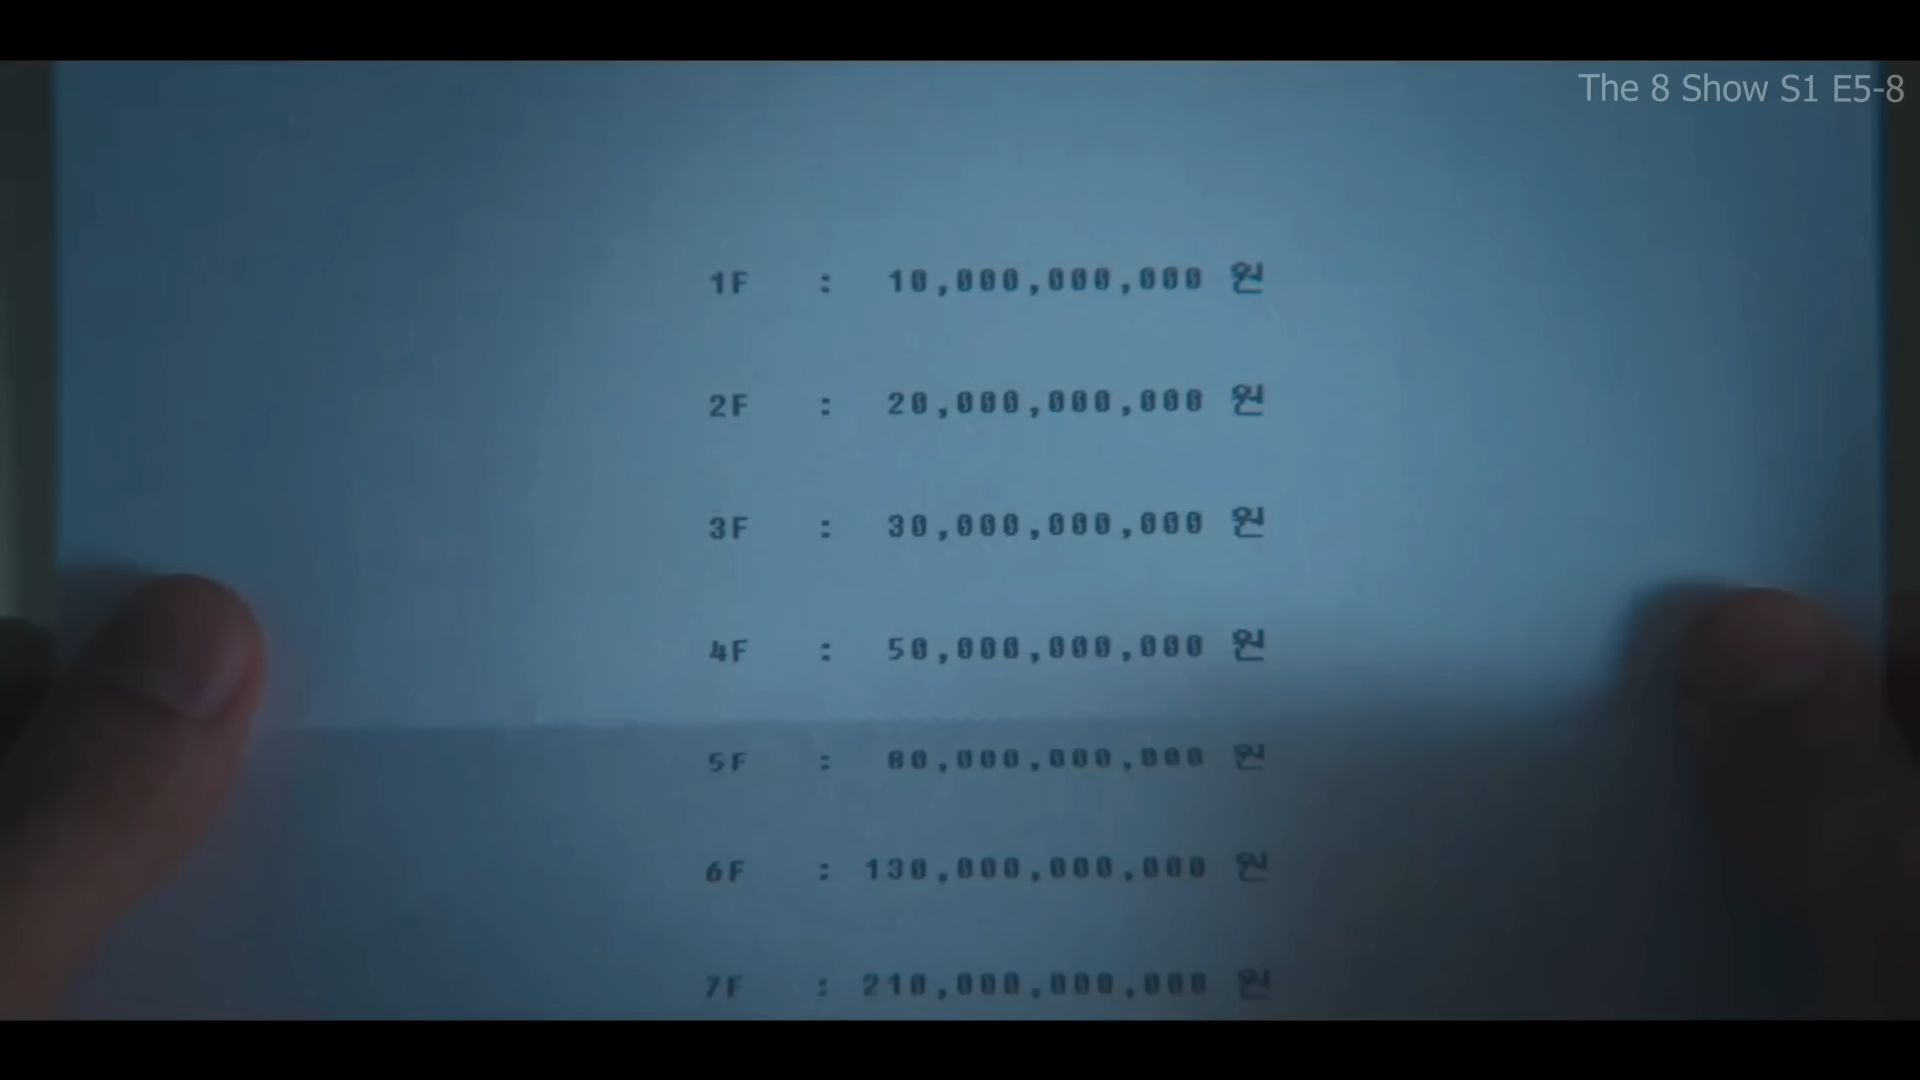 The 8 Show S1 E5-8
1F : 10,000,000,000 원
2F : 20,000,000,000 원
3F : 30,000,000,000 원
4F : 50,000,000,000 원
5F : 80,000,000,000 원
6F : 130,000,000,000 원
7F : 210,000,000,000 원